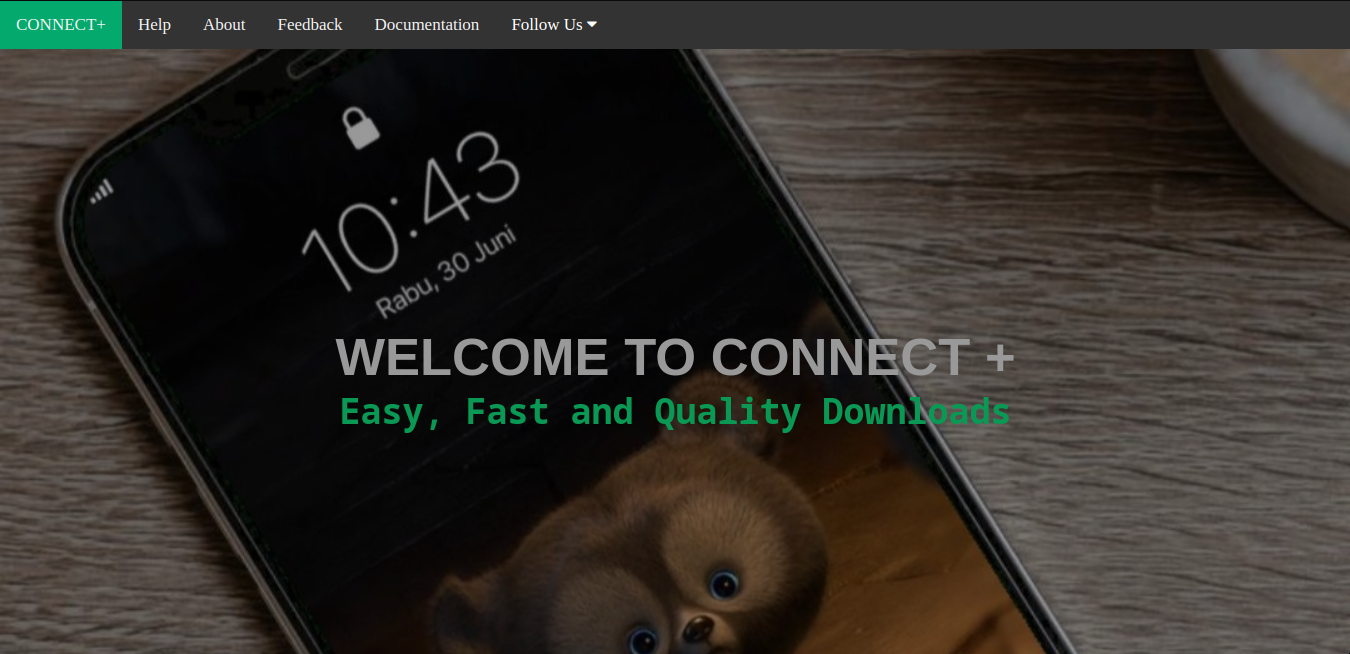 CONNECT+ Help About Feedback Documentation Follow Us
10:43
Rabu, 30 Juni
WELCOME TO CONNECT +
Easy, Fast and Quality Downloads